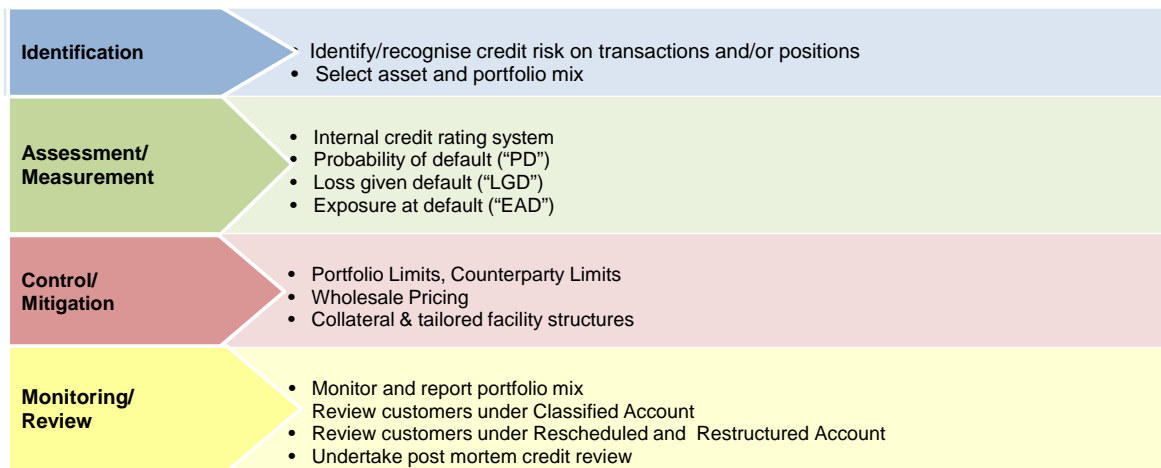 Identification
• Identify/recognise credit risk on transactions and/or positions
• Select asset and portfolio mix
Assessment/
Measurement
• Internal credit rating system
• Probability of default (“PD”)
• Loss given default (“LGD”)
• Exposure at default (“EAD”)
Control/
Mitigation
• Portfolio Limits, Counterparty Limits
• Wholesale Pricing
• Collateral & tailored facility structures
Monitoring/
Review
• Monitor and report portfolio mix
Review customers under Classified Account
• Review customers under Rescheduled and Restructured Account
• Undertake post mortem credit review